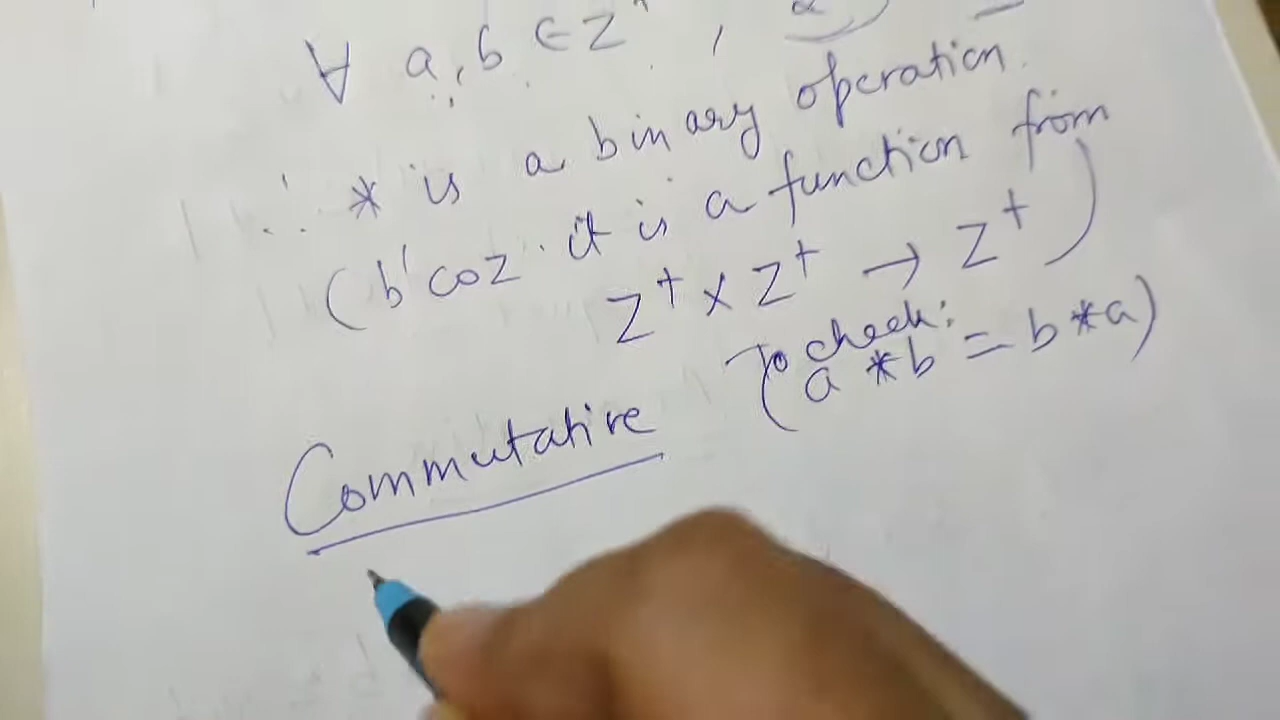 ∀ a, b ∈ Z⁺,
∴ * is a binary operation.
(b'coz. it is a function from
Z⁺ × Z⁺ → Z⁺)
To check:
(a * b = b * a)
Commutative